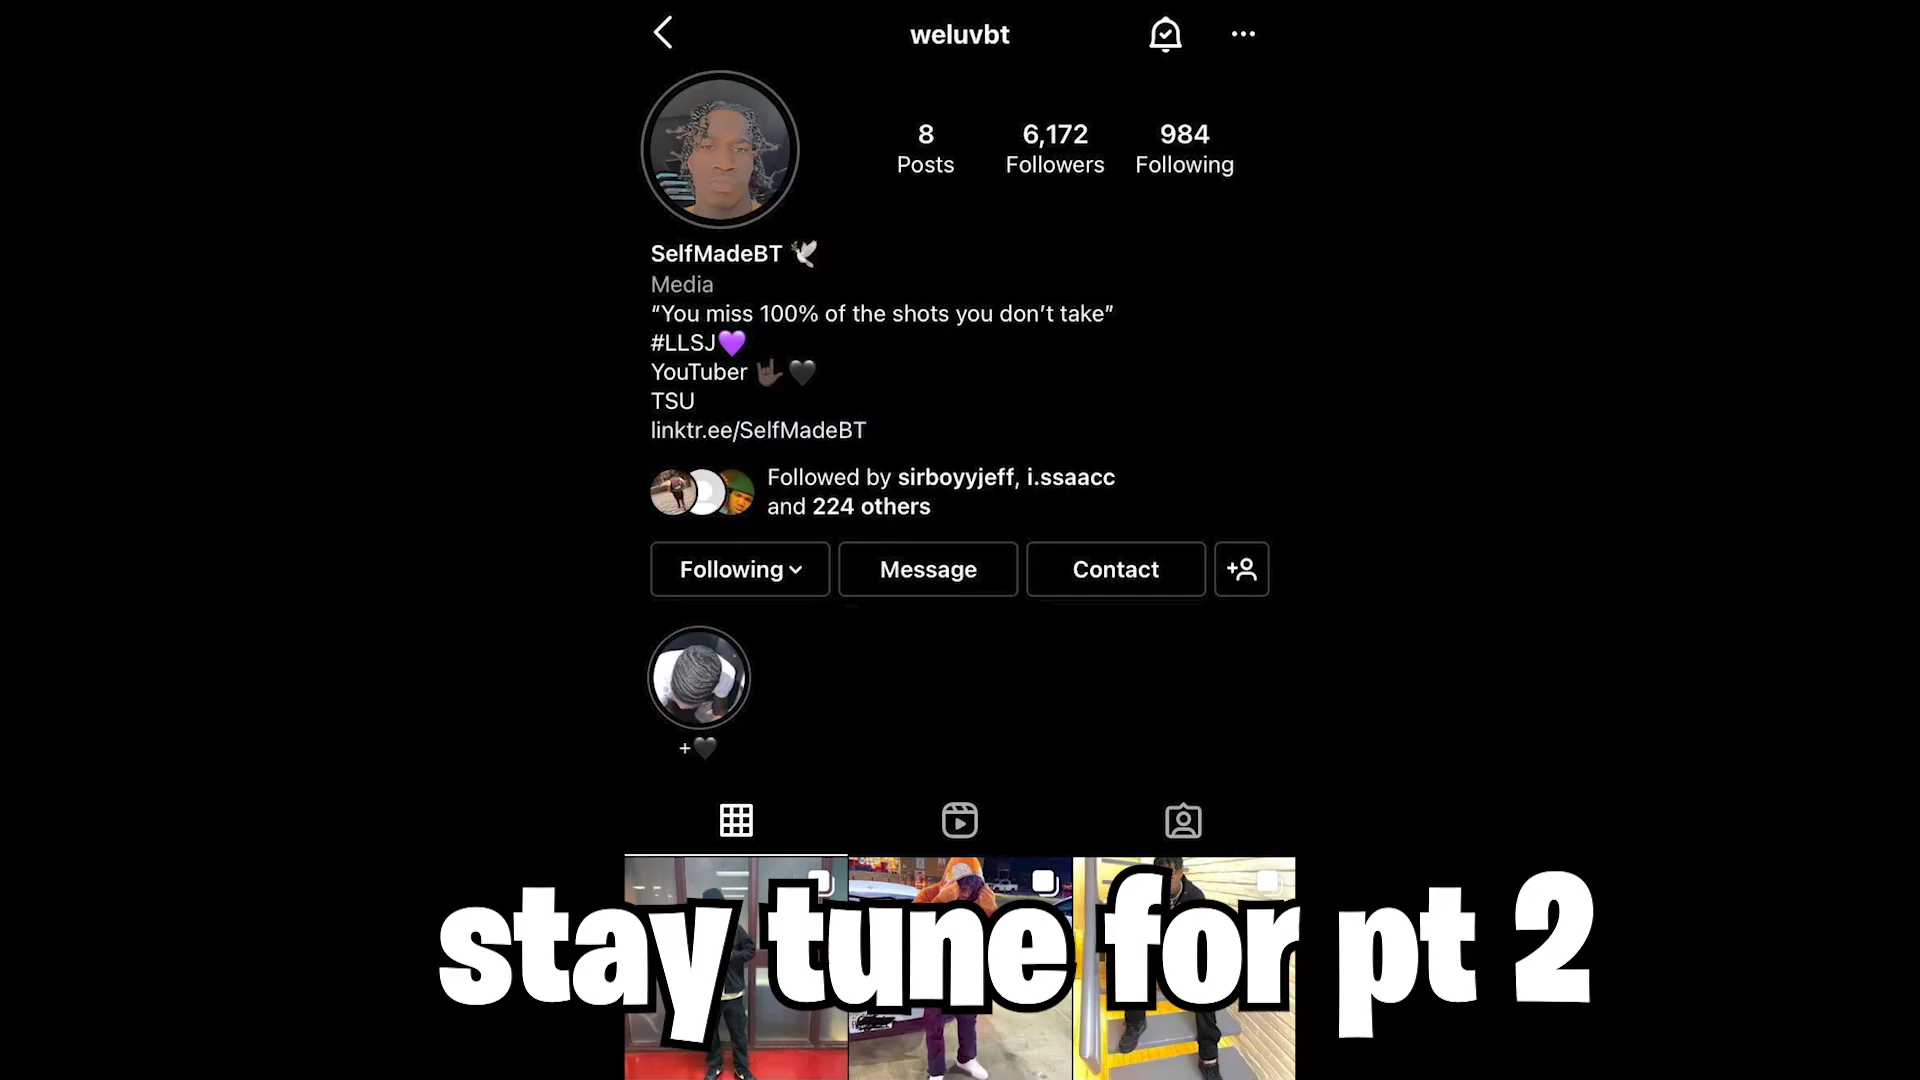 weluvbt
8
6,172
984
Posts
Followers
Following
SelfMadeBT 🕊
Media
“You miss 100% of the shots you don’t take”
#LLSJ💜
YouTuber 🤟🏿🖤
TSU
linktr.ee/SelfMadeBT
Followed by sirboyyjeff, i.ssaacc
and 224 others
Following
Message
Contact
+🖤
stay tune for pt 2